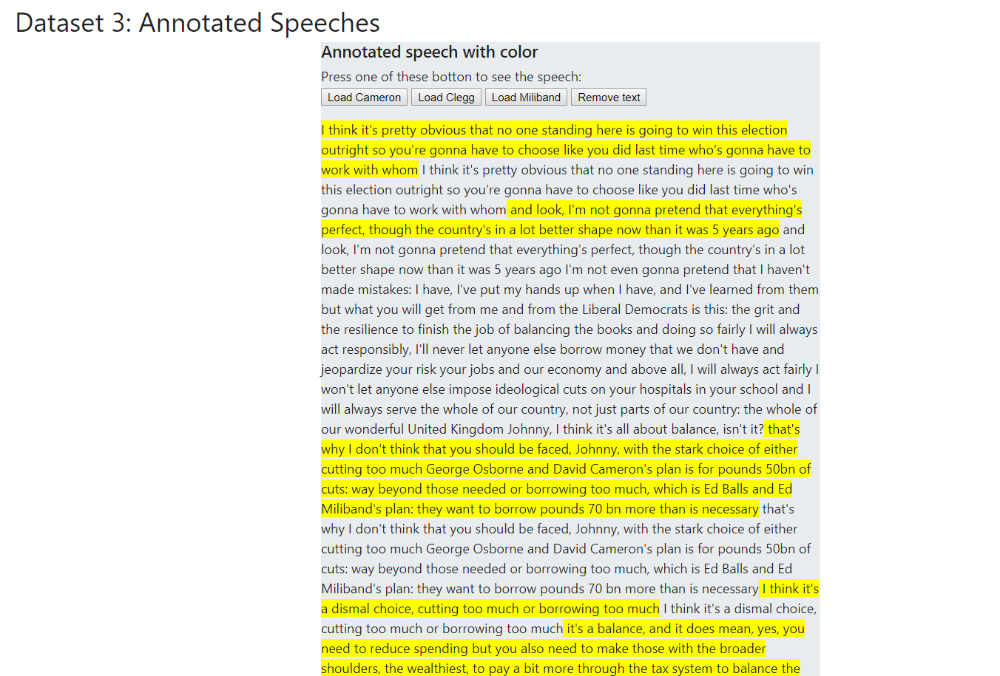 Dataset 3: Annotated Speeches
Annotated speech with color
Press one of these botton to see the speech:
Load Cameron Load Clegg Load Miliband Remove text
I think it's pretty obvious that no one standing here is going to win this election
outright so you're gonna have to choose like you did last time who's gonna have to
work with whom I think it's pretty obvious that no one standing here is going to win
this election outright so you're gonna have to choose like you did last time who's
gonna have to work with whom and look, I'm not gonna pretend that everything's
perfect, though the country's in a lot better shape now than it was 5 years ago and
look, I'm not gonna pretend that everything's perfect, though the country's in a lot
better shape now than it was 5 years ago I'm not even gonna pretend that I haven't
made mistakes: I have, I've put my hands up when I have, and I've learned from them
but what you will get from me and from the Liberal Democrats is this: the grit and
the resilience to finish the job of balancing the books and doing so fairly I will always
act responsibly, I'll never let anyone else borrow money that we don't have and
jeopardize your risk your jobs and our economy and above all, I will always act fairly I
won't let anyone else impose ideological cuts on your hospitals in your school and I
will always serve the whole of our country, not just parts of our country: the whole of
our wonderful United Kingdom Johnny, I think it's all about balance, isn't it? that's
why I don't think that you should be faced, Johnny, with the stark choice of either
cutting too much George Osborne and David Cameron's plan is for pounds 50bn of
cuts: way beyond those needed or borrowing too much, which is Ed Balls and Ed
Miliband's plan: they want to borrow pounds 70 bn more than is necessary that's
why I don't think that you should be faced, Johnny, with the stark choice of either
cutting too much George Osborne and David Cameron's plan is for pounds 50bn of
cuts: way beyond those needed or borrowing too much, which is Ed Balls and Ed
Miliband's plan: they want to borrow pounds 70 bn more than is necessary I think it's
a dismal choice, cutting too much or borrowing too much I think it's a dismal choice,
cutting too much or borrowing too much it's a balance, and it does mean, yes, you
need to reduce spending but you also need to make those with the broader
shoulders, the wealthiest, to pay a bit more through the tax system to balance the